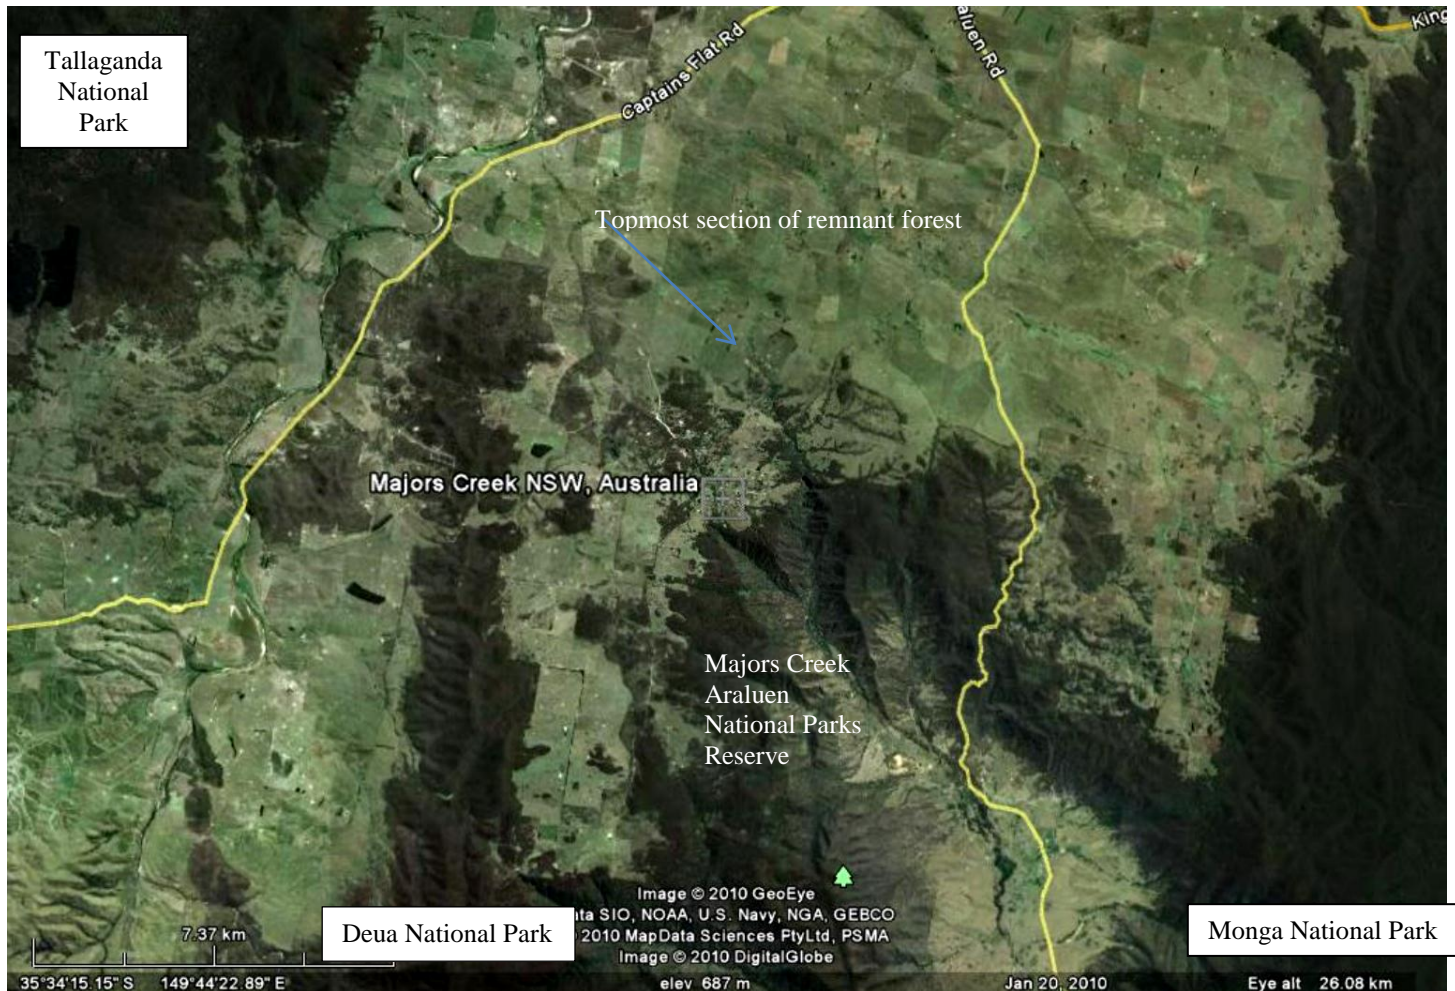 Tallaganda
National
Park
Captains Flat Rd
aluen Rd
King
Topmost section of remnant forest
Majors Creek NSW, Australia
Majors Creek
Araluen
National Parks
Reserve
Image © 2010 GeoEye
ata SIO, NOAA, U.S. Navy, NGA, GEBCO
2010 MapData Sciences PtyLtd, PSMA
Image © 2010 DigitalGlobe
7.37 km
Deua National Park
Monga National Park
35°34'15.15" S 149°44'22.89" E elev 687 m Jan 20, 2010 Eye alt 26.08 km